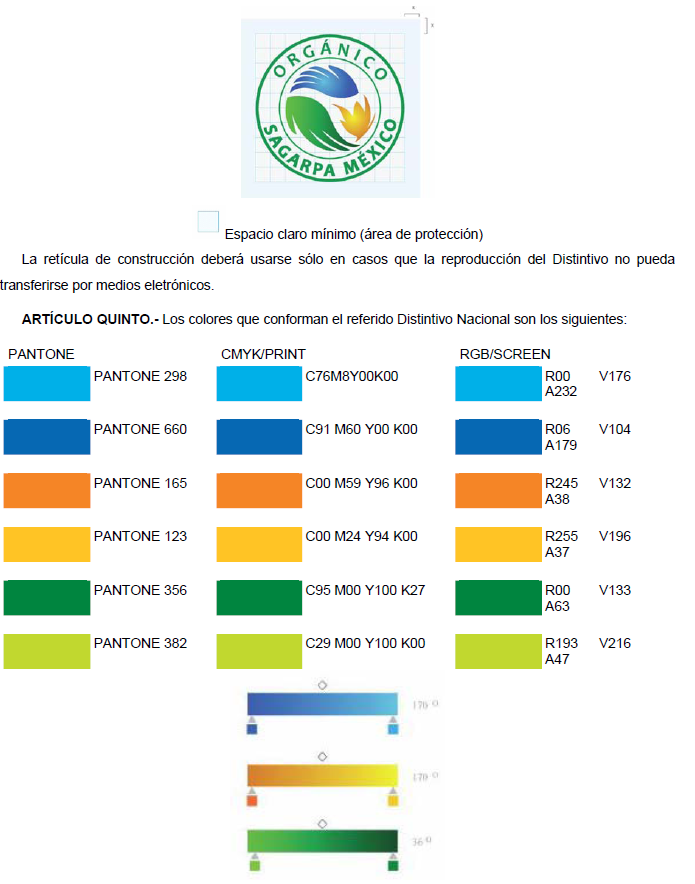 x
x
ORGÁNICO
SAGARPA MÉXICO
Espacio claro mínimo (área de protección)
La retícula de construcción deberá usarse sólo en casos que la reproducción del Distintivo no pueda
transferirse por medios eletrónicos.
ARTÍCULO QUINTO.- Los colores que conforman el referido Distintivo Nacional son los siguientes:
PANTONE CMYK/PRINT RGB/SCREEN
PANTONE 298 C76M8Y00K00 R00 V176
A232
PANTONE 660 C91 M60 Y00 K00 R06 V104
A179
PANTONE 165 C00 M59 Y96 K00 R245 V132
A38
PANTONE 123 C00 M24 Y94 K00 R255 V196
A37
PANTONE 356 C95 M00 Y100 K27 R00 V133
A63
PANTONE 382 C29 M00 Y100 K00 R193 V216
A47
170 º
170 º
36 º